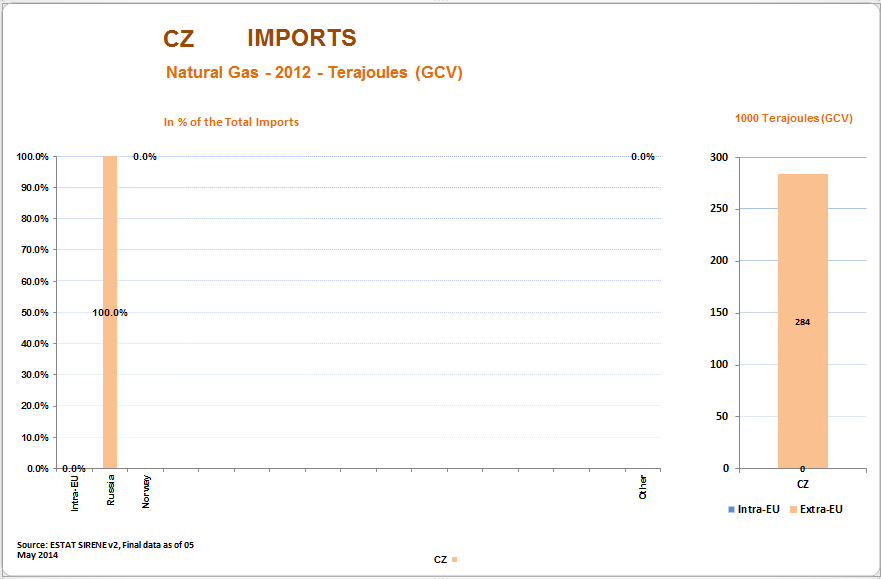 CZ IMPORTS
Natural Gas - 2012 - Terajoules (GCV)
In % of the Total Imports
100.0%
90.0%
80.0%
70.0%
60.0%
50.0%
40.0%
30.0%
20.0%
10.0%
0.0%
0.0%
100.0%
0.0%
0.0%
Intra-EU
Russia
Norway
Other
CZ
1000 Terajoules (GCV)
300
250
200
150
100
50
0
284
0
CZ
Intra-EU Extra-EU
Source: ESTAT SIRENE v2, Final data as of 05
May 2014